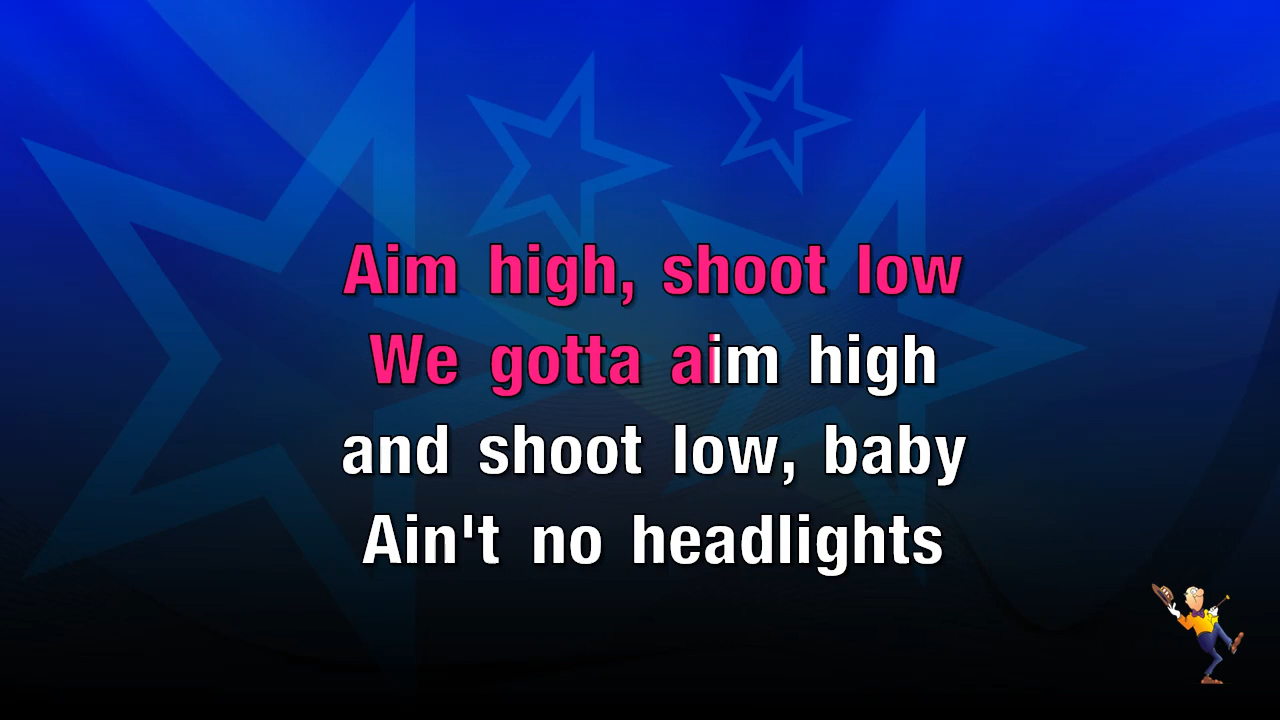 Aim high, shoot low
We gotta aim high
and shoot low, baby
Ain't no headlights